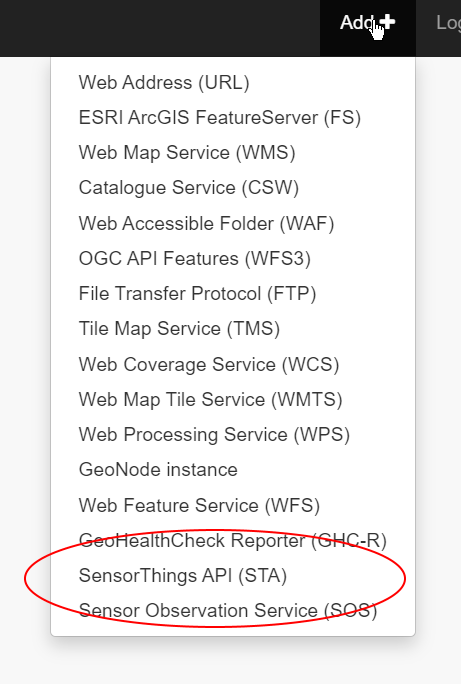 Add
Log
Web Address (URL)
ESRI ArcGIS FeatureServer (FS)
Web Map Service (WMS)
Catalogue Service (CSW)
Web Accessible Folder (WAF)
OGC API Features (WFS3)
File Transfer Protocol (FTP)
Tile Map Service (TMS)
Web Coverage Service (WCS)
Web Map Tile Service (WMTS)
Web Processing Service (WPS)
GeoNode instance
Web Feature Service (WFS)
GeoHealthCheck Reporter (GHC-R)
SensorThings API (STA)
Sensor Observation Service (SOS)